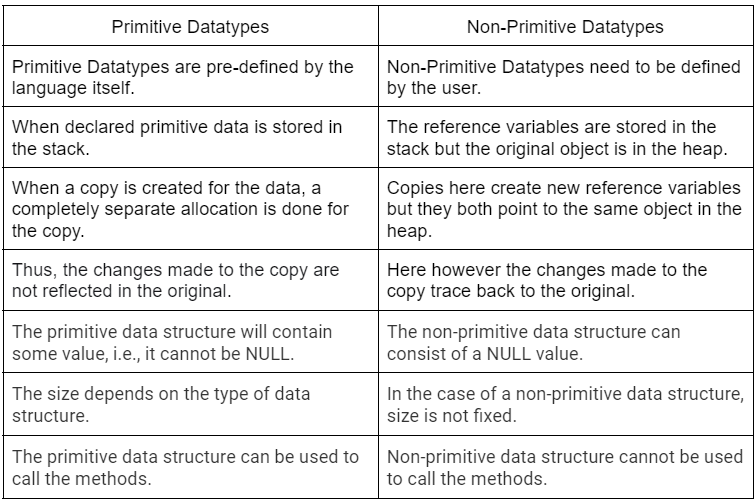 Primitive Datatypes
Non-Primitive Datatypes
Primitive Datatypes are pre-defined by the
language itself.
Non-Primitive Datatypes need to be defined
by the user.
When declared primitive data is stored in
the stack.
The reference variables are stored in the
stack but the original object is in the heap.
When a copy is created for the data, a
completely separate allocation is done for
the copy.
Copies here create new reference variables
but they both point to the same object in the
heap.
Thus, the changes made to the copy are
not reflected in the original.
Here however the changes made to the
copy trace back to the original.
The primitive data structure will contain
some value, i.e., it cannot be NULL.
The non-primitive data structure can
consist of a NULL value.
The size depends on the type of data
structure.
In the case of a non-primitive data structure,
size is not fixed.
The primitive data structure can be used to
call the methods.
Non-primitive data structure cannot be used
to call the methods.